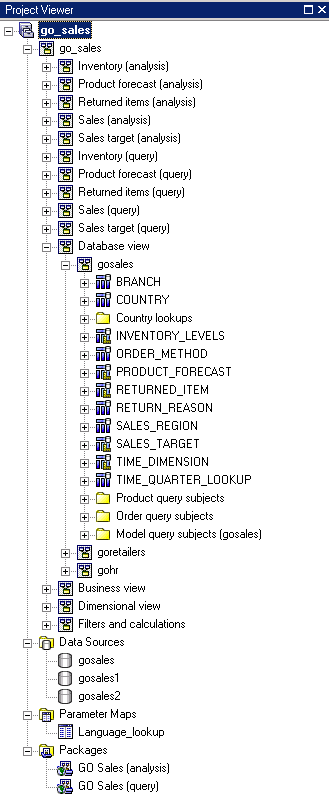 Project Viewer
go_sales
go_sales
Inventory (analysis)
Product forecast (analysis)
Returned items (analysis)
Sales (analysis)
Sales target (analysis)
Inventory (query)
Product forecast (query)
Returned items (query)
Sales (query)
Sales target (query)
Database view
gosales
BRANCH
COUNTRY
Country lookups
INVENTORY_LEVELS
ORDER_METHOD
PRODUCT_FORECAST
RETURNED_ITEM
RETURN_REASON
SALES_REGION
SALES_TARGET
TIME_DIMENSION
TIME_QUARTER_LOOKUP
Product query subjects
Order query subjects
Model query subjects (gosales)
goretailers
gohr
Business view
Dimensional view
Filters and calculations
Data Sources
gosales
gosales1
gosales2
Parameter Maps
Language_lookup
Packages
GO Sales (analysis)
GO Sales (query)